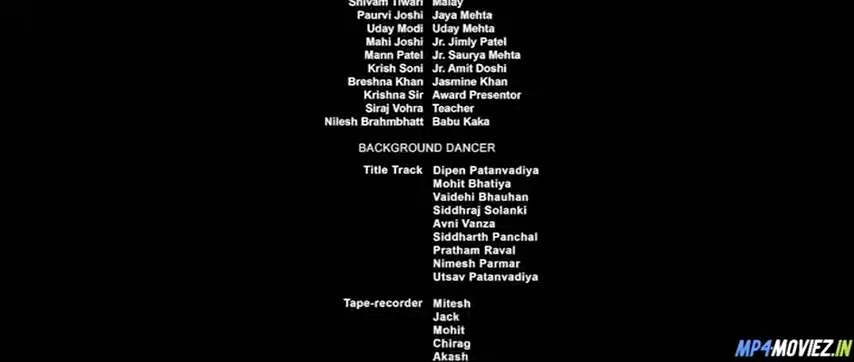 Shivam Tiwari Malay
Paurvi Joshi Jaya Mehta
Uday Modi Uday Mehta
Mahi Joshi Jr. Jimly Patel
Mann Patel Jr. Saurya Mehta
Krish Soni Jr. Amit Doshi
Breshna Khan Jasmine Khan
Krishna Sir Award Presentor
Siraj Vohra Teacher
Nilesh Brahmbhatt Babu Kaka
BACKGROUND DANCER
Title Track Dipen Patanvadiya
Mohit Bhatiya
Vaidehi Bhauhan
Siddhraj Solanki
Avni Vanza
Siddharth Panchal
Pratham Raval
Nimesh Parmar
Utsav Patanvadiya
Tape-recorder Mitesh
Jack
Mohit
Chirag
Akash
MP4MOVIEZ.IN